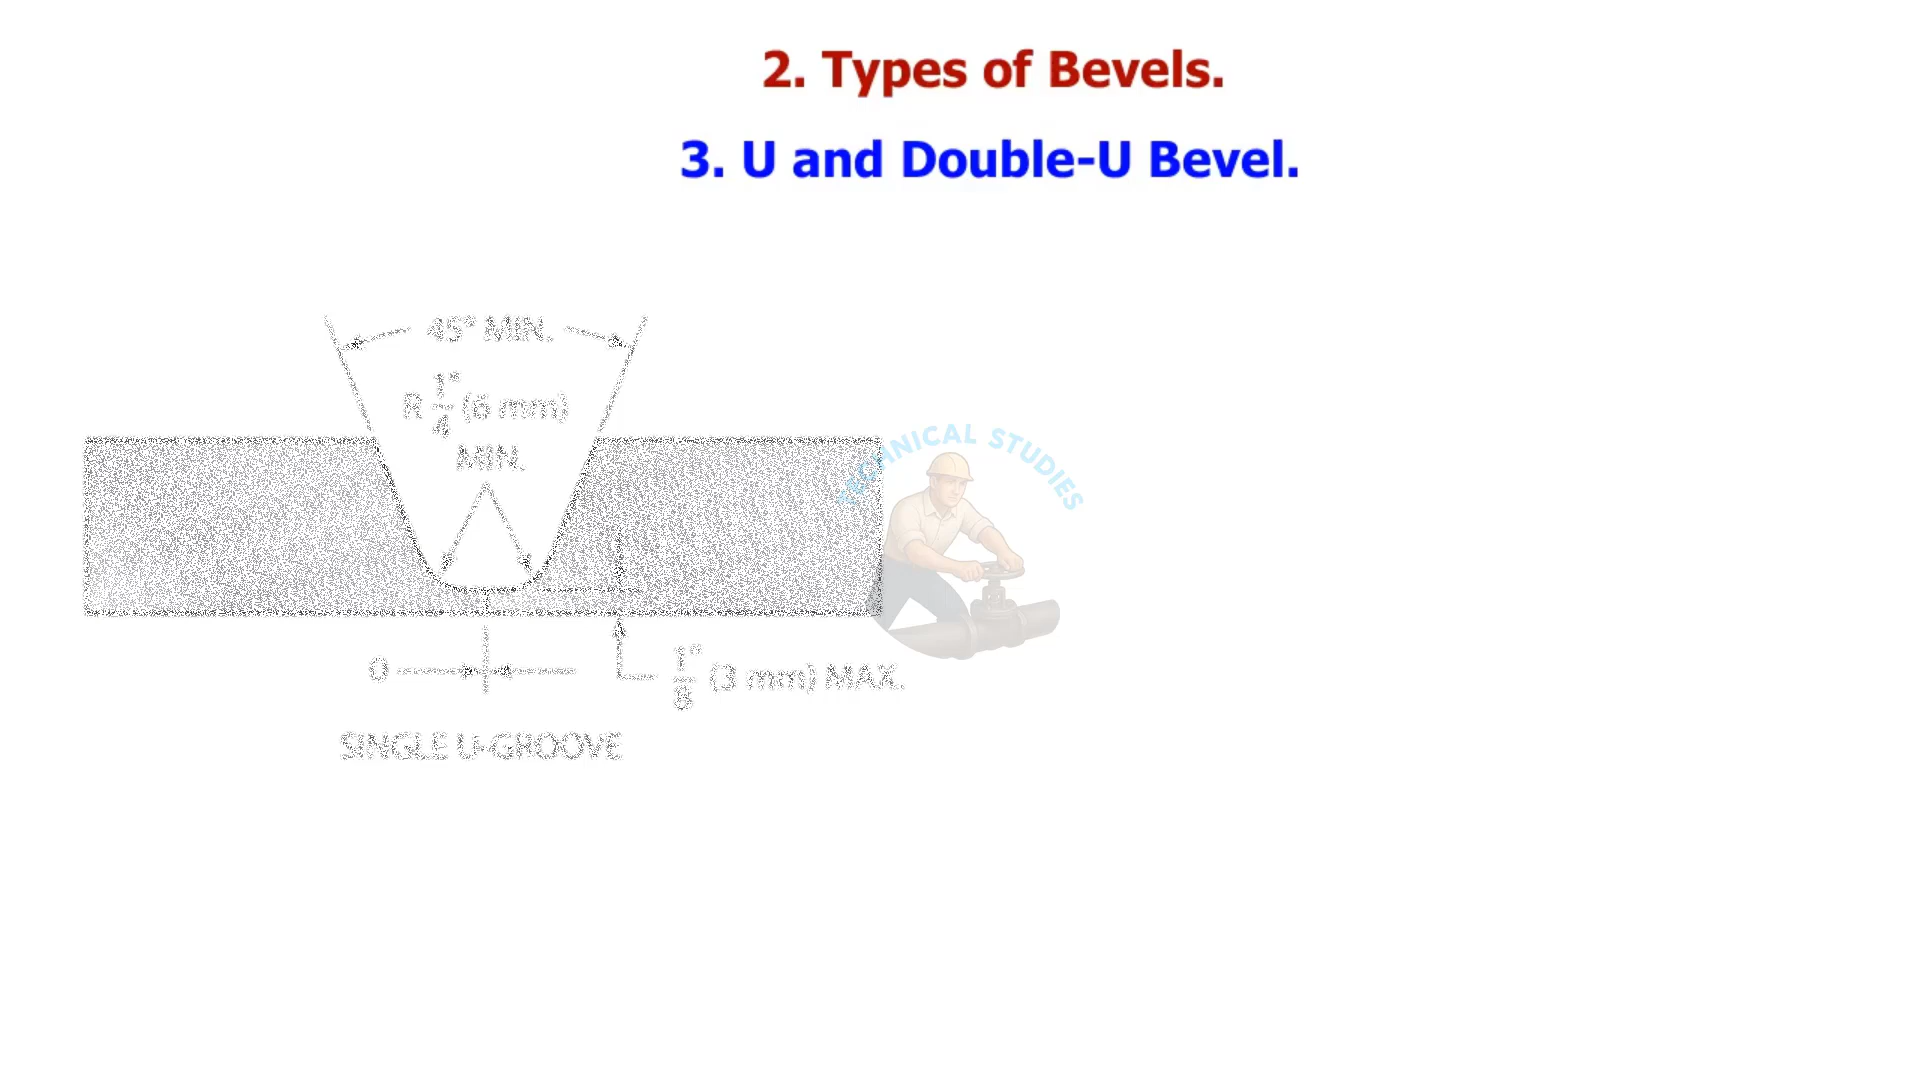 2. Types of Bevels.
3. U and Double-U Bevel.
45° MIN.
R 1/4" (6 mm)
MIN.
TECHNICAL STUDIES
0
1/8" (3 mm) MAX.
SINGLE U-GROOVE